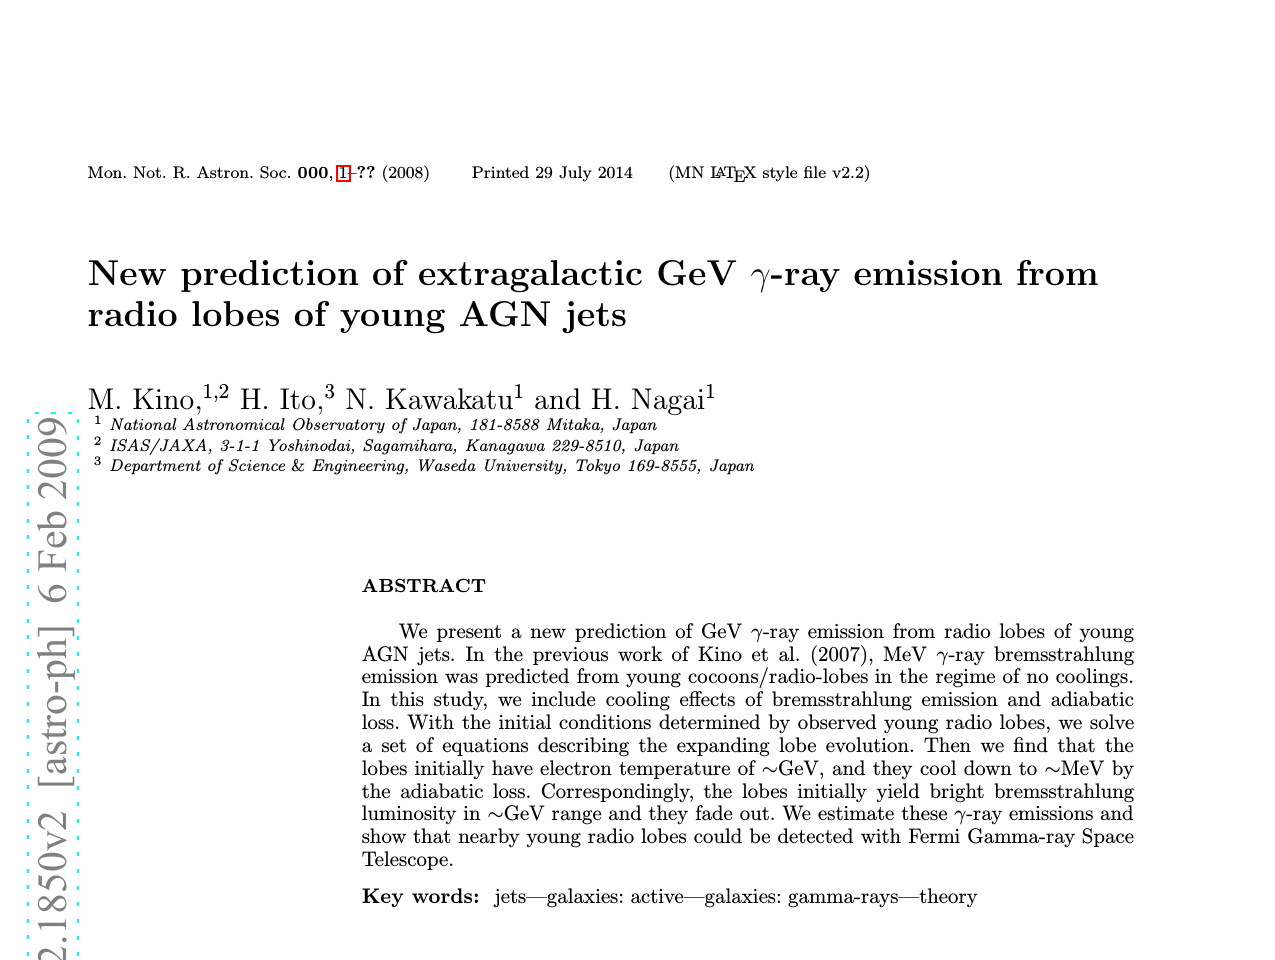 Mon. Not. R. Astron. Soc. 000, 1–?? (2008) Printed 29 July 2014 (MN LATEX style file v2.2)
New prediction of extragalactic GeV γ-ray emission from
radio lobes of young AGN jets
M. Kino,1,2 H. Ito,3 N. Kawakatu1 and H. Nagai1
1 National Astronomical Observatory of Japan, 181-8588 Mitaka, Japan
2 ISAS/JAXA, 3-1-1 Yoshinodai, Sagamihara, Kanagawa 229-8510, Japan
3 Department of Science & Engineering, Waseda University, Tokyo 169-8555, Japan
2.1850v2 [astro-ph] 6 Feb 2009
ABSTRACT
We present a new prediction of GeV γ-ray emission from radio lobes of young
AGN jets. In the previous work of Kino et al. (2007), MeV γ-ray bremsstrahlung
emission was predicted from young cocoons/radio-lobes in the regime of no coolings.
In this study, we include cooling effects of bremsstrahlung emission and adiabatic
loss. With the initial conditions determined by observed young radio lobes, we solve
a set of equations describing the expanding lobe evolution. Then we find that the
lobes initially have electron temperature of ∼GeV, and they cool down to ∼MeV by
the adiabatic loss. Correspondingly, the lobes initially yield bright bremsstrahlung
luminosity in ∼GeV range and they fade out. We estimate these γ-ray emissions and
show that nearby young radio lobes could be detected with Fermi Gamma-ray Space
Telescope.
Key words: jets—galaxies: active—galaxies: gamma-rays—theory